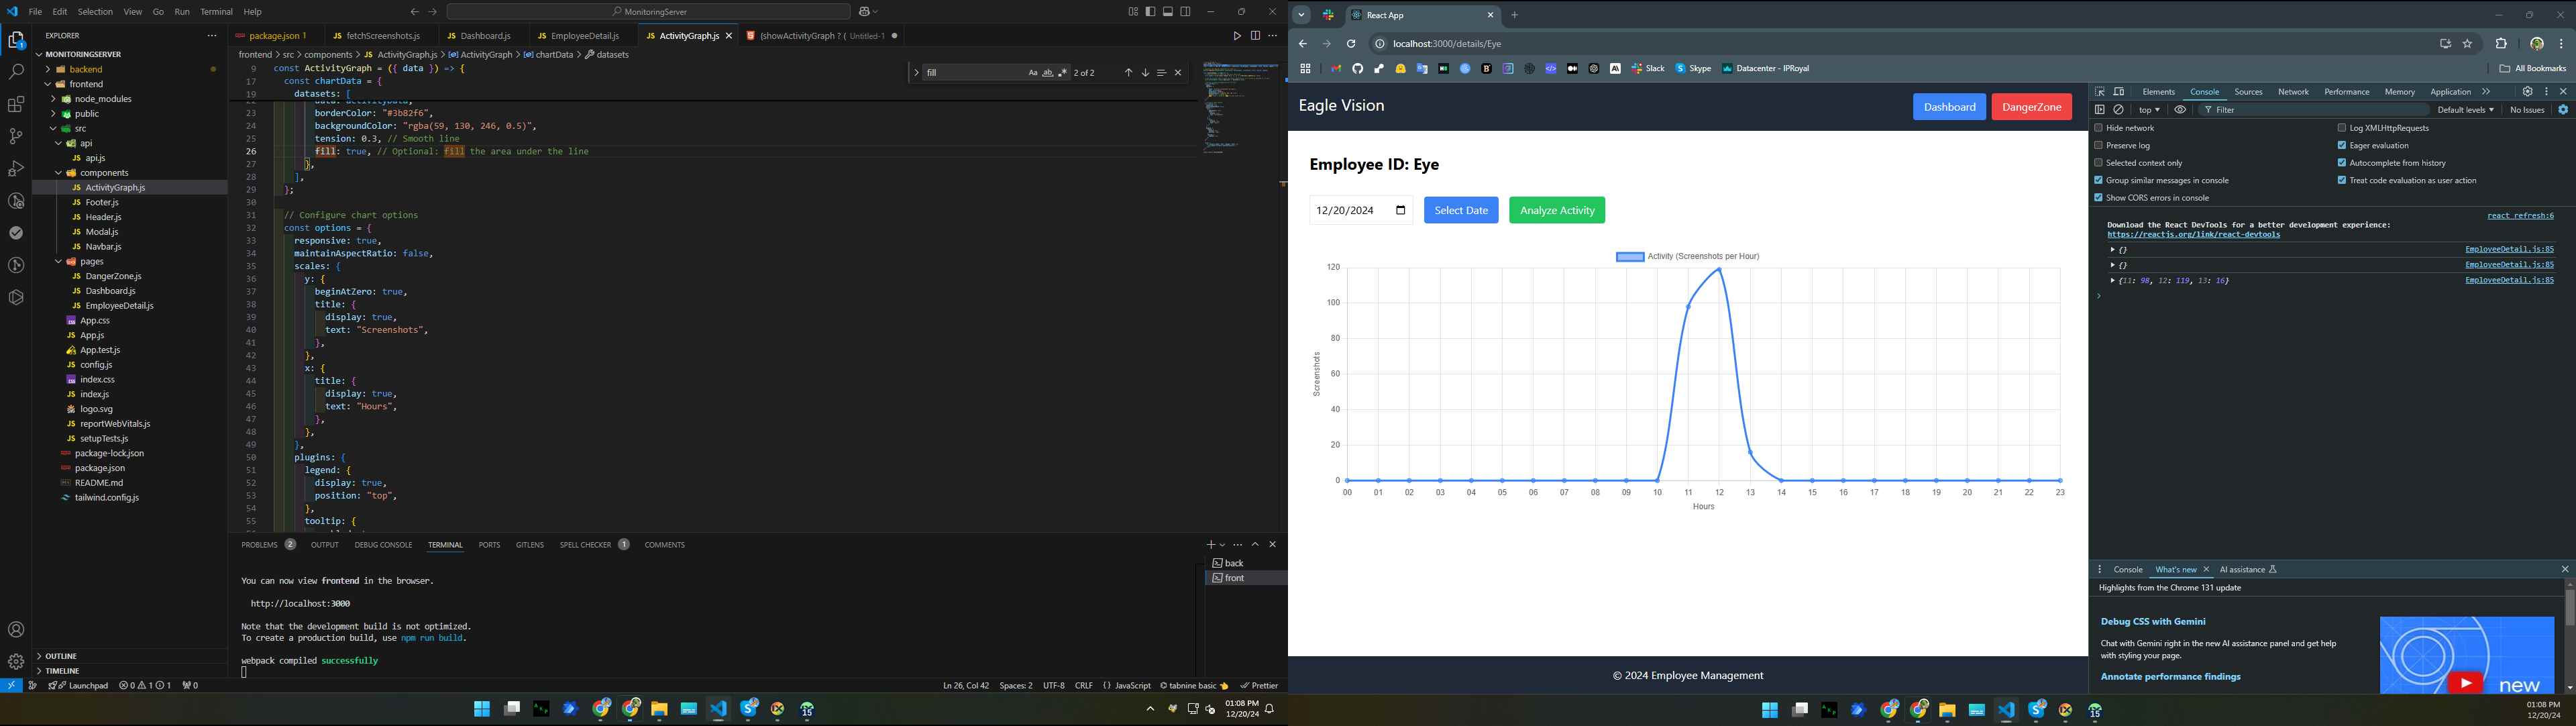 File Edit Selection View Go Run Terminal Help
MonitoringServer
EXPLORER
MONITORINGSERVER
backend
frontend
node_modules
public
src
api
JS api.js
components
JS ActivityGraph.js
JS Footer.js
JS Header.js
JS Modal.js
JS Navbar.js
pages
JS DangerZone.js
JS Dashboard.js
JS EmployeeDetail.js
App.css
JS App.js
App.test.js
JS config.js
index.css
JS index.js
logo.svg
JS reportWebVitals.js
JS setupTests.js
package-lock.json
package.json
README.md
tailwind.config.js
OUTLINE
TIMELINE
package.json 1
JS fetchScreenshots.js
JS Dashboard.js
JS EmployeeDetail.js
JS ActivityGraph.js
(showActivityGraph ? ( Untitled-1
frontend > src > components > JS ActivityGraph.js > ActivityGraph > chartData > datasets
fill
Aa ab
2 of 2
9 const ActivityGraph = ({ data }) => {
17 const chartData = {
19 datasets: [
23 borderColor: "#3b82f6",
24 backgroundColor: "rgba(59, 130, 246, 0.5)",
25 tension: 0.3, // Smooth line
26 fill: true, // Optional: fill the area under the line
27 },
28 ],
29 };
30
31 // Configure chart options
32 const options = {
33 responsive: true,
34 maintainAspectRatio: false,
35 scales: {
36 y: {
37 beginAtZero: true,
38 title: {
39 display: true,
40 text: "Screenshots",
41 },
42 },
43 x: {
44 title: {
45 display: true,
46 text: "Hours",
47 },
48 },
49 },
50 plugins: {
51 legend: {
52 display: true,
53 position: "top",
54 },
55 tooltip: {
PROBLEMS 2 OUTPUT DEBUG CONSOLE TERMINAL PORTS GITLENS SPELL CHECKER 1 COMMENTS
back
front
You can now view frontend in the browser.
http://localhost:3000
Note that the development build is not optimized.
To create a production build, use npm run build.
webpack compiled successfully
Launchpad 0 1 1 0
Ln 26, Col 42 Spaces: 2 UTF-8 CRLF {} JavaScript tabnine basic Prettier
01:08 PM
12/20/24
React App
localhost:3000/details/Eye
Slack Skype Datacenter - IPRoyal All Bookmarks
Eagle Vision
Dashboard DangerZone
Employee ID: Eye
12/20/2024 Select Date Analyze Activity
Activity (Screenshots per Hour)
120
100
80
60
40
20
0
Screenshots
00 01 02 03 04 05 06 07 08 09 10 11 12 13 14 15 16 17 18 19 20 21 22 23
Hours
© 2024 Employee Management
Elements Console Sources Network Performance Memory Application
top Filter Default levels No Issues
Hide network Log XMLHttpRequests
Preserve log Eager evaluation
Selected context only Autocomplete from history
Group similar messages in console Treat code evaluation as user action
Show CORS errors in console
react refresh:6
Download the React DevTools for a better development experience:
https://reactjs.org/link/react-devtools
{} EmployeeDetail.js:85
{} EmployeeDetail.js:85
{11: 98, 12: 119, 13: 16} EmployeeDetail.js:85
Console What's new AI assistance
Highlights from the Chrome 131 update
Debug CSS with Gemini
Chat with Gemini right in the new AI assistance panel and get help
with styling your page.
Annotate performance findings
new
01:08 PM
12/20/24